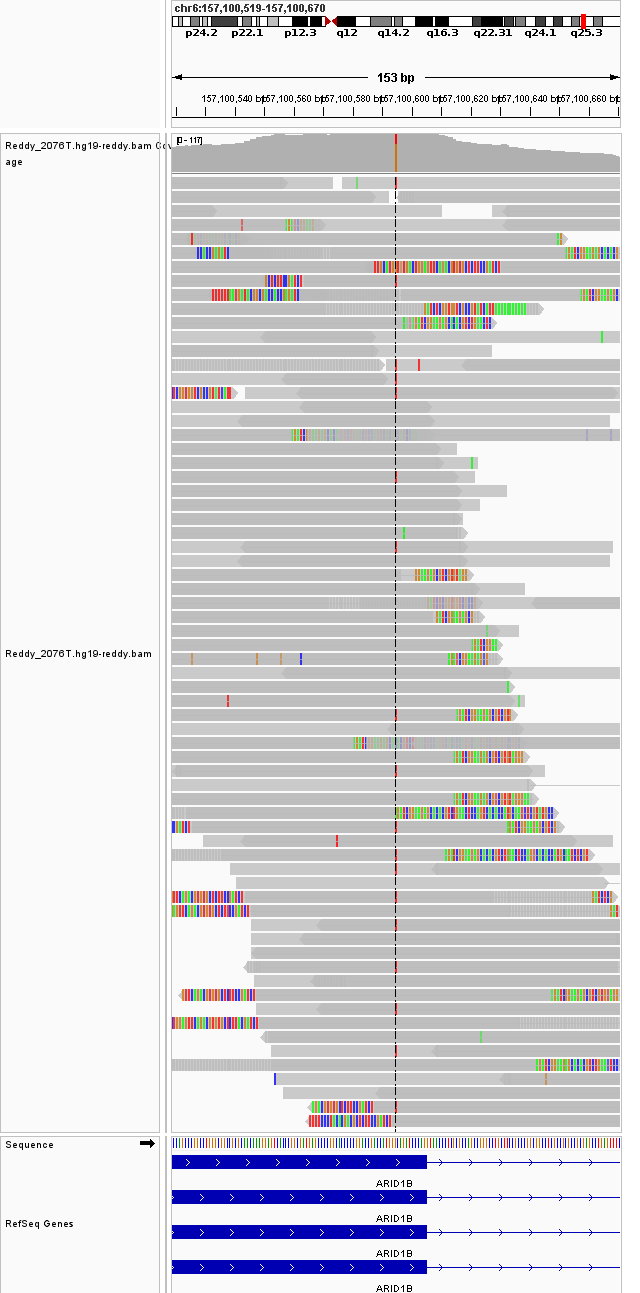 chr6:157,100,519-157,100,670
p24.2 p22.1 p12.3 q12 q14.2 q16.3 q22.31 q24.1 q25.3
153 bp
157,100,540 bp 157,100,560 bp 157,100,580 bp 157,100,600 bp 157,100,620 bp 157,100,640 bp 157,100,660 bp
Reddy_2076T.hg19-reddy.bam Cov
age
[0 - 117]
Reddy_2076T.hg19-reddy.bam
Sequence
ARID1B
ARID1B
RefSeq Genes
ARID1B
ARID1B